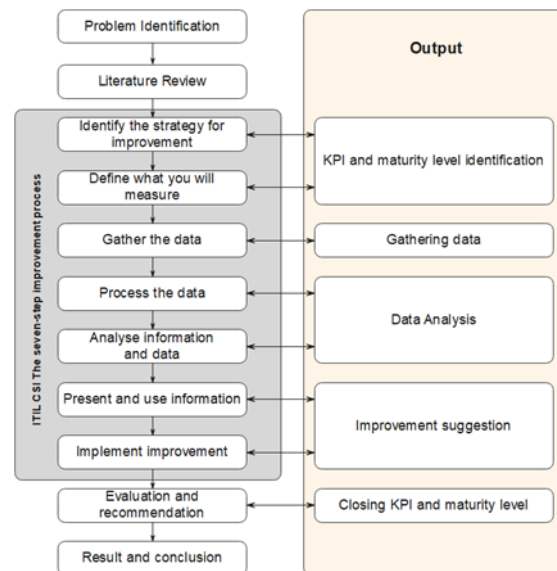 Problem Identification
Output
Literature Review
ITIL CSI The seven-step improvement process
Identify the strategy for
improvement
KPI and maturity level identification
Define what you will
measure
Gather the data
Gathering data
Process the data
Data Analysis
Analyse information
and data
Present and use information
Improvement suggestion
Implement improvement
Evaluation and
recommendation
Closing KPI and maturity level
Result and conclusion